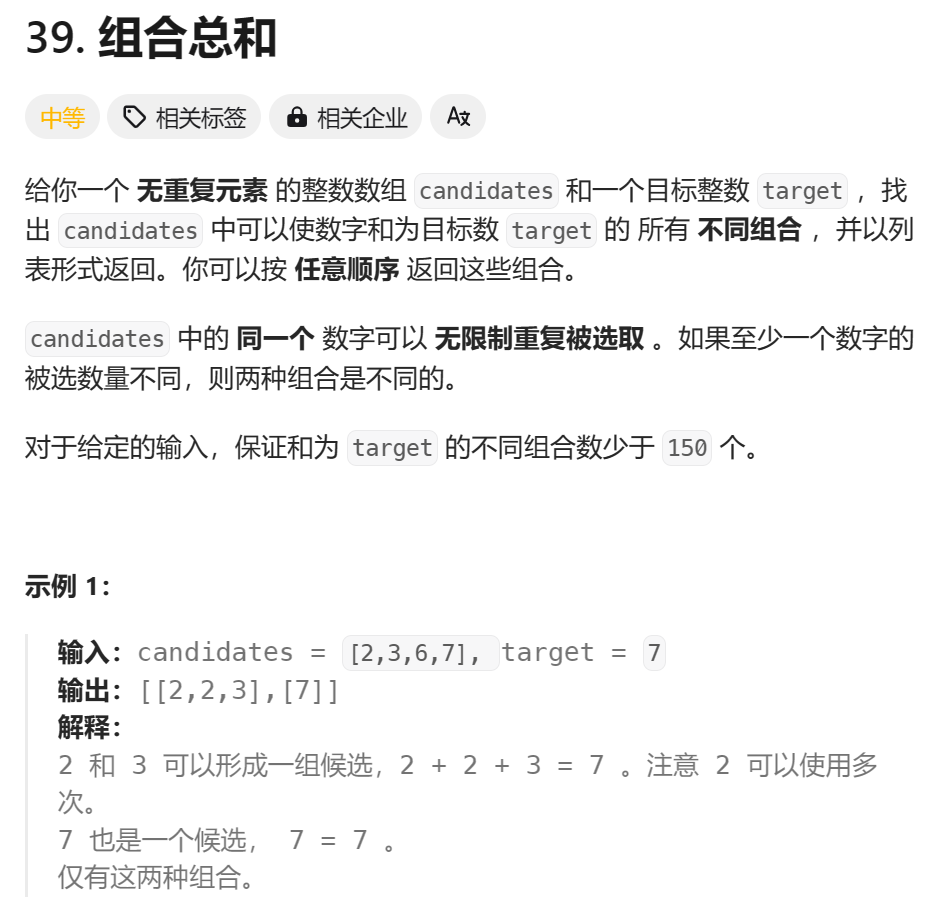 39. 组合总和
中等 相关标签 相关企业 A文
给你一个 无重复元素 的整数数组 candidates 和一个目标整数 target ，找
出 candidates 中可以使数字和为目标数 target 的 所有 不同组合 ，并以列
表形式返回。你可以按 任意顺序 返回这些组合。
candidates 中的 同一个 数字可以 无限制重复被选取 。如果至少一个数字的
被选数量不同，则两种组合是不同的。
对于给定的输入，保证和为 target 的不同组合数少于 150 个。
示例 1：
输入：candidates = [2,3,6,7], target = 7
输出：[[2,2,3],[7]]
解释：
2 和 3 可以形成一组候选，2 + 2 + 3 = 7 。注意 2 可以使用多
次。
7 也是一个候选， 7 = 7 。
仅有这两种组合。